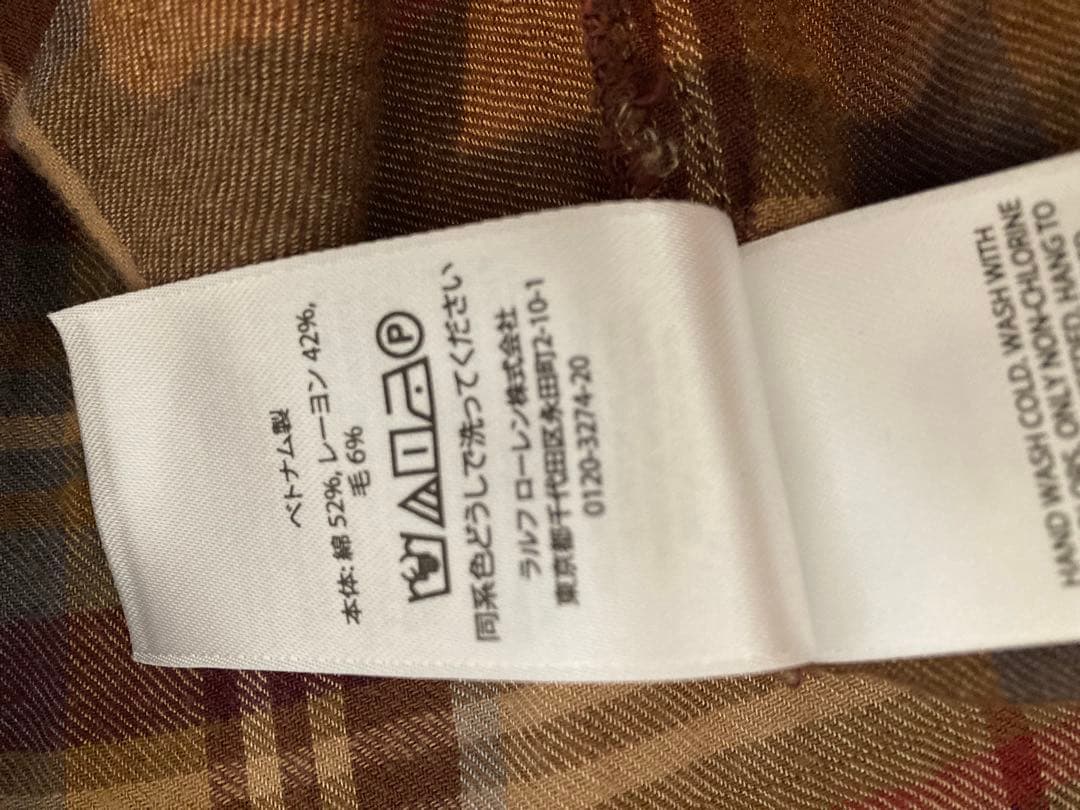 ベトナム製
本体: 綿 52%, レーヨン 42%,
毛 6%
P
同系色どうしで洗ってください
ラルフ ローレン株式会社
東京都千代田区永田町2-10-1
0120-3274-20
HAND WASH COLD. WASH WITH
ONLY NON-CHLORINE
HANG TO